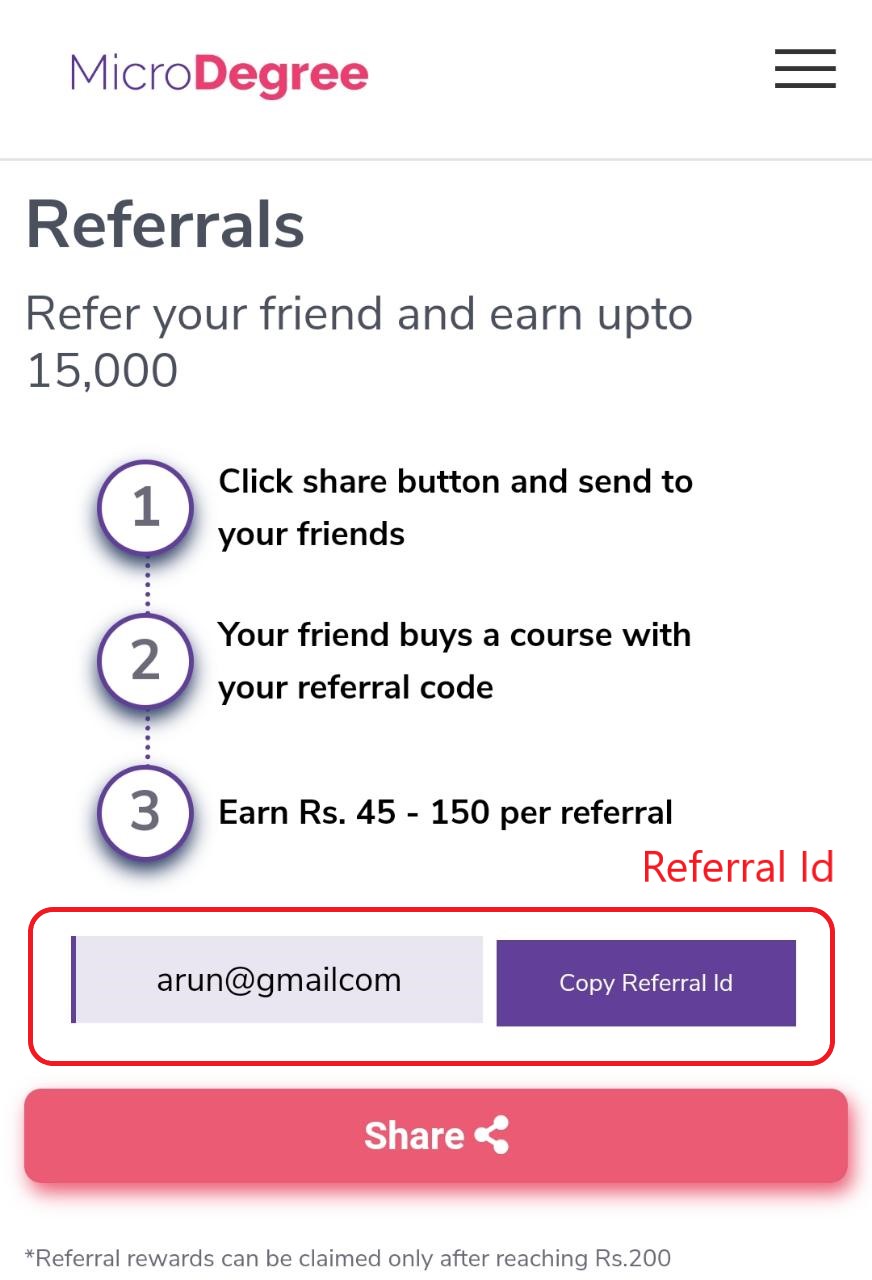 MicroDegree
Referrals
Refer your friend and earn upto
15,000
1
Click share button and send to
your friends
2
Your friend buys a course with
your referral code
3
Earn Rs. 45 - 150 per referral
Referral Id
arun@gmailcom
Copy Referral Id
Share
*Referral rewards can be claimed only after reaching Rs.200